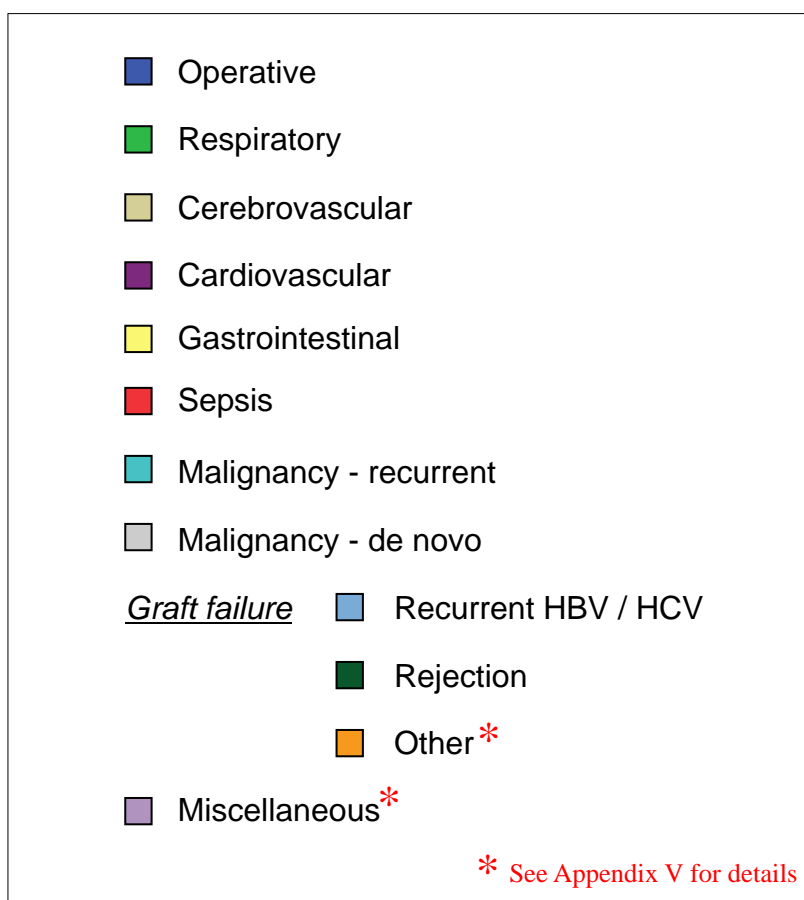 Operative
Respiratory
Cerebrovascular
Cardiovascular
Gastrointestinal
Sepsis
Malignancy - recurrent
Malignancy - de novo
Graft failure Recurrent HBV / HCV
Rejection
Other *
Miscellaneous *
* See Appendix V for details